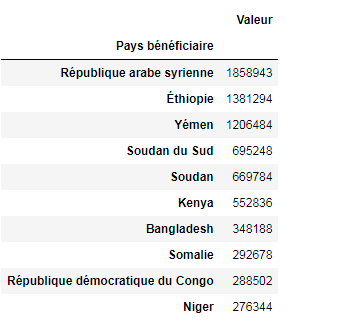 Valeur
Pays bénéficiaire
République arabe syrienne 1858943
Éthiopie 1381294
Yémen 1206484
Soudan du Sud 695248
Soudan 669784
Kenya 552836
Bangladesh 348188
Somalie 292678
République démocratique du Congo 288502
Niger 276344